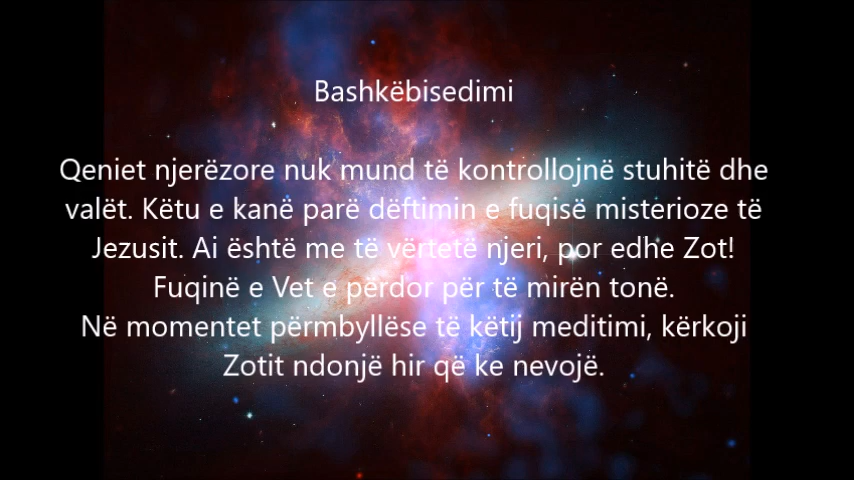 Bashkëbisedimi
Qeniet njerëzore nuk mund të kontrollojnë stuhitë dhe
valët. Këtu e kanë parë dëftimin e fuqisë misterioze të
Jezusit. Ai është me të vërtetë njeri, por edhe Zot!
Fuqinë e Vet e përdor për të mirën tonë.
Në momentet përmbyllëse të këtij meditimi, kërkoji
Zotit ndonjë hir që ke nevojë.